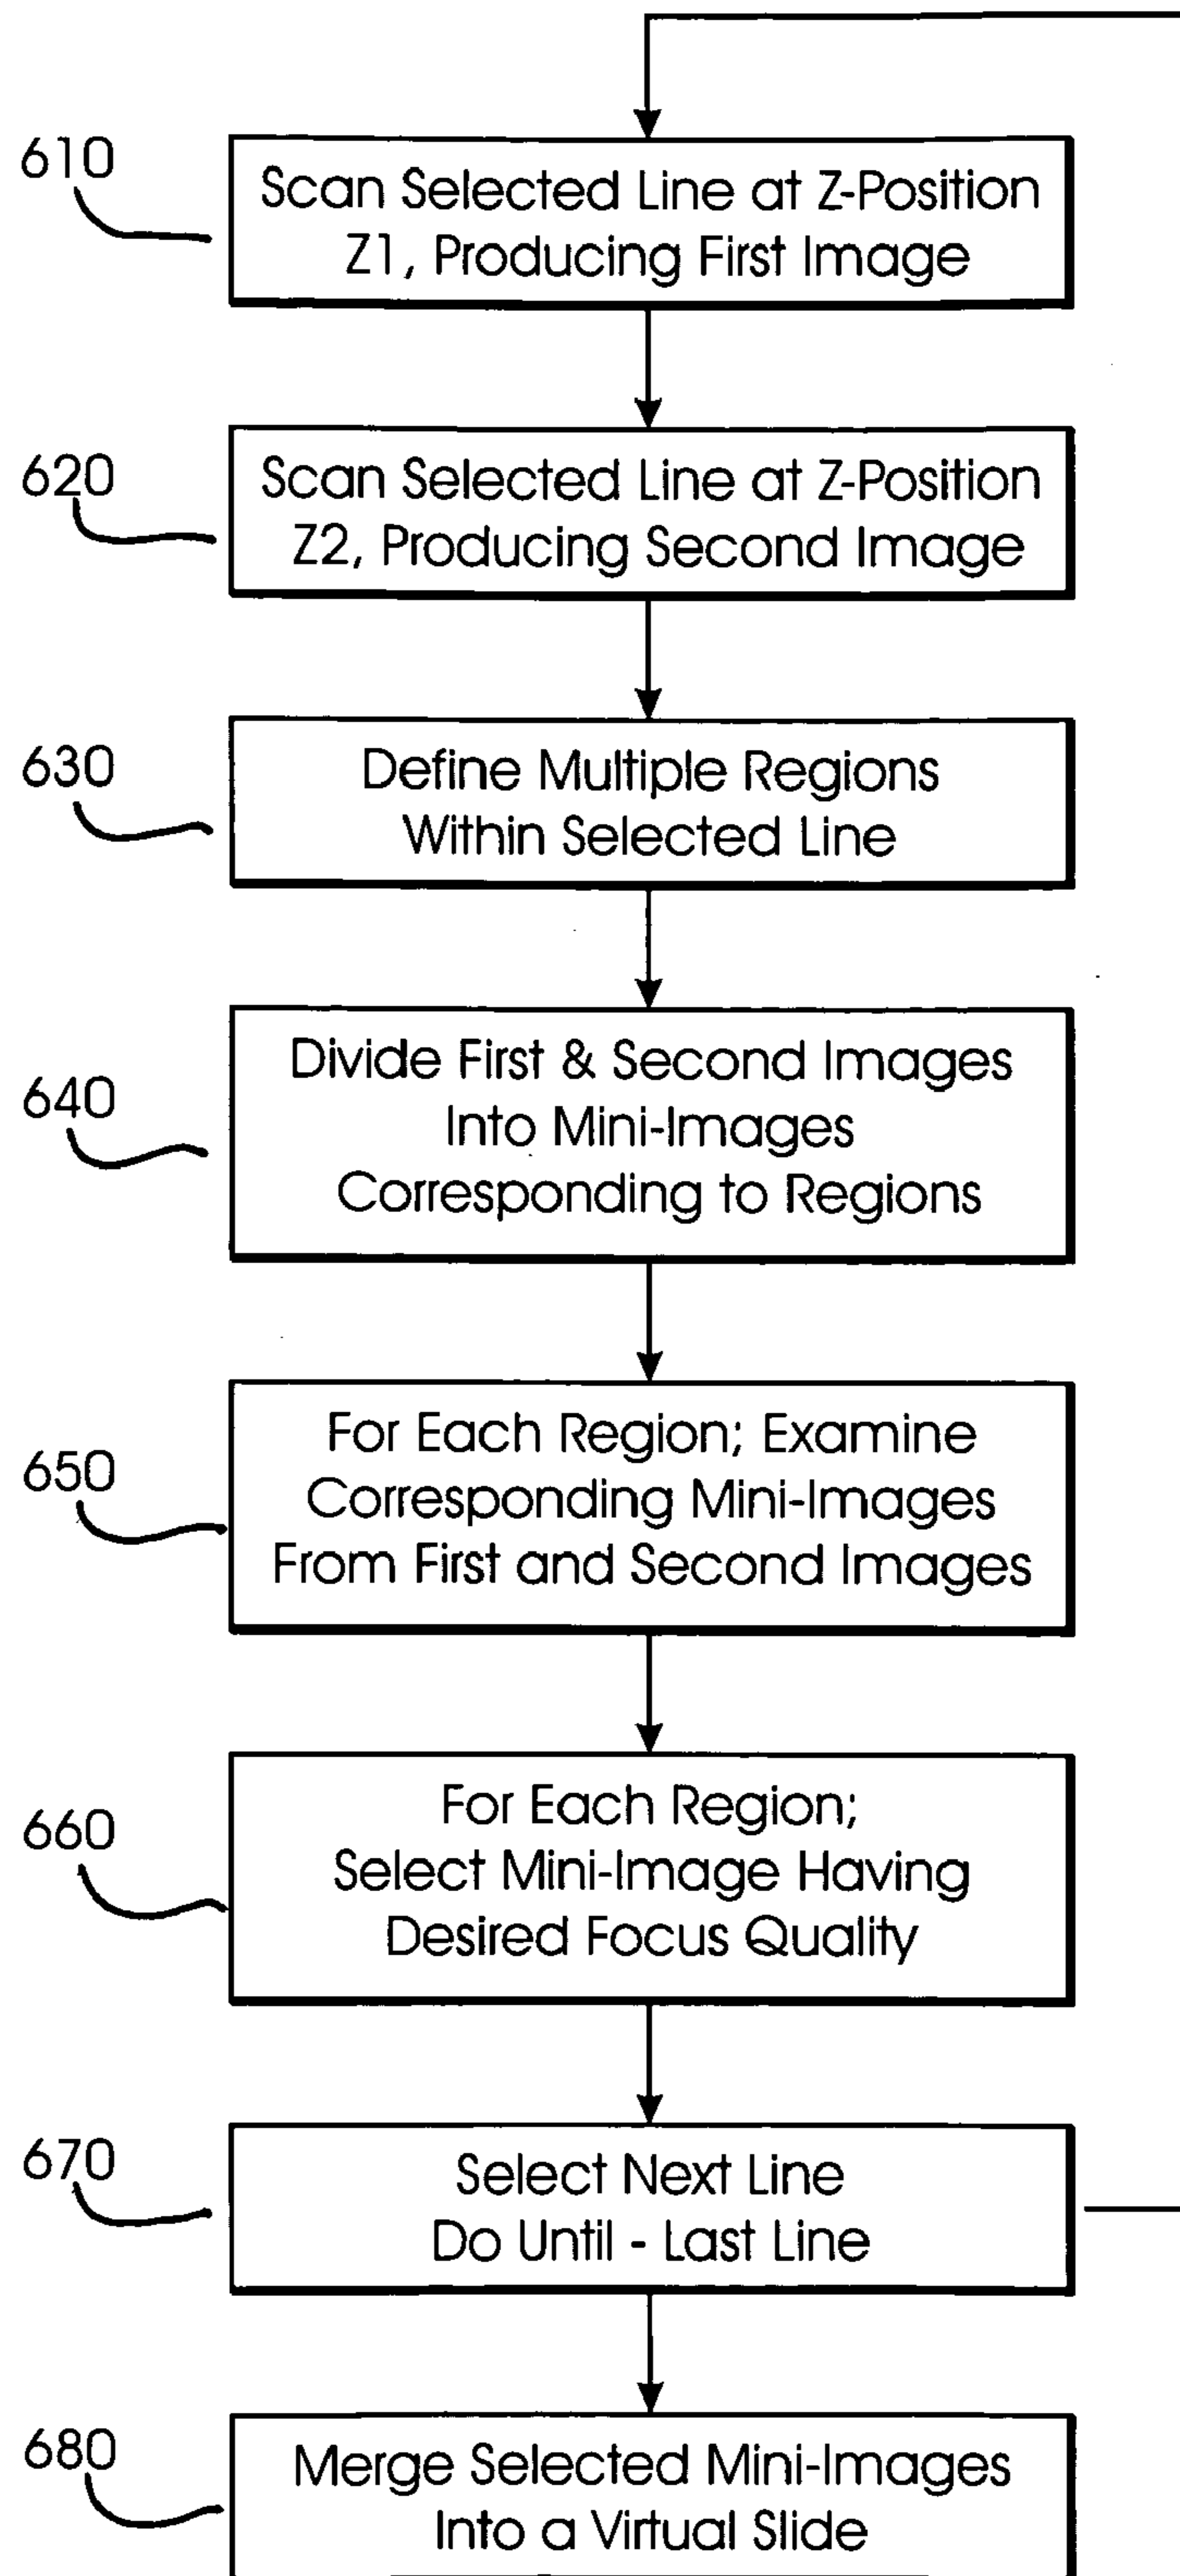 610
Scan Selected Line at Z-Position
Z1, Producing First Image
620
Scan Selected Line at Z-Position
Z2, Producing Second Image
630
Define Multiple Regions
Within Selected Line
640
Divide First & Second Images
Into Mini-Images
Corresponding to Regions
650
For Each Region; Examine
Corresponding Mini-Images
From First and Second Images
660
For Each Region;
Select Mini-Image Having
Desired Focus Quality
670
Select Next Line
Do Until - Last Line
680
Merge Selected Mini-Images
Into a Virtual Slide